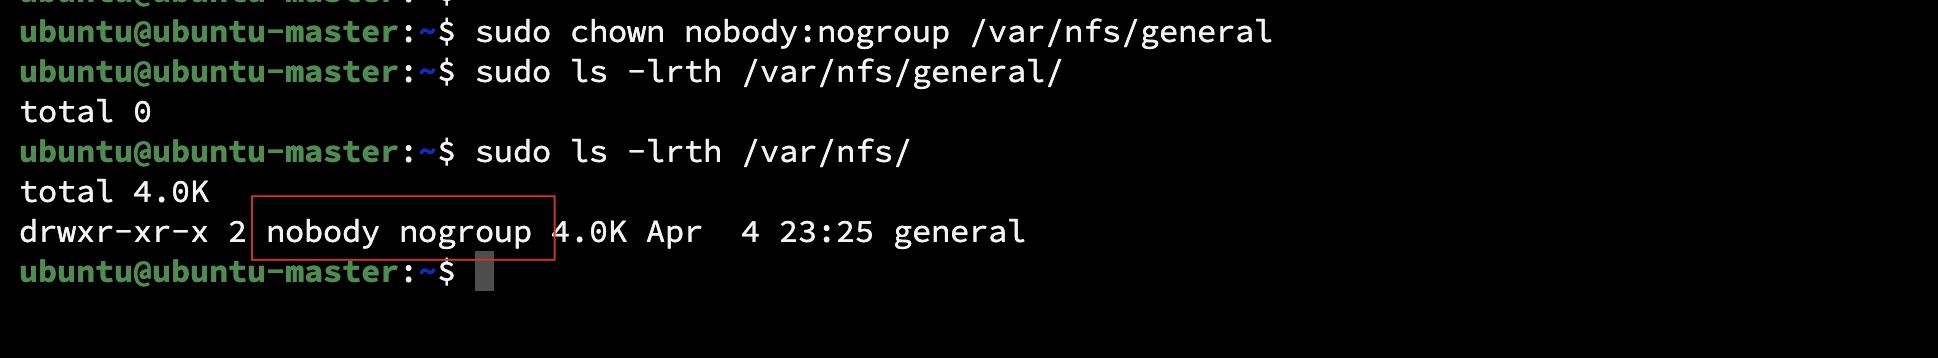 ubuntu@ubuntu-master:~$ sudo chown nobody:nogroup /var/nfs/general
ubuntu@ubuntu-master:~$ sudo ls -lrth /var/nfs/general/
total 0
ubuntu@ubuntu-master:~$ sudo ls -lrth /var/nfs/
total 4.0K
drwxr-xr-x 2 nobody nogroup 4.0K Apr  4 23:25 general
ubuntu@ubuntu-master:~$